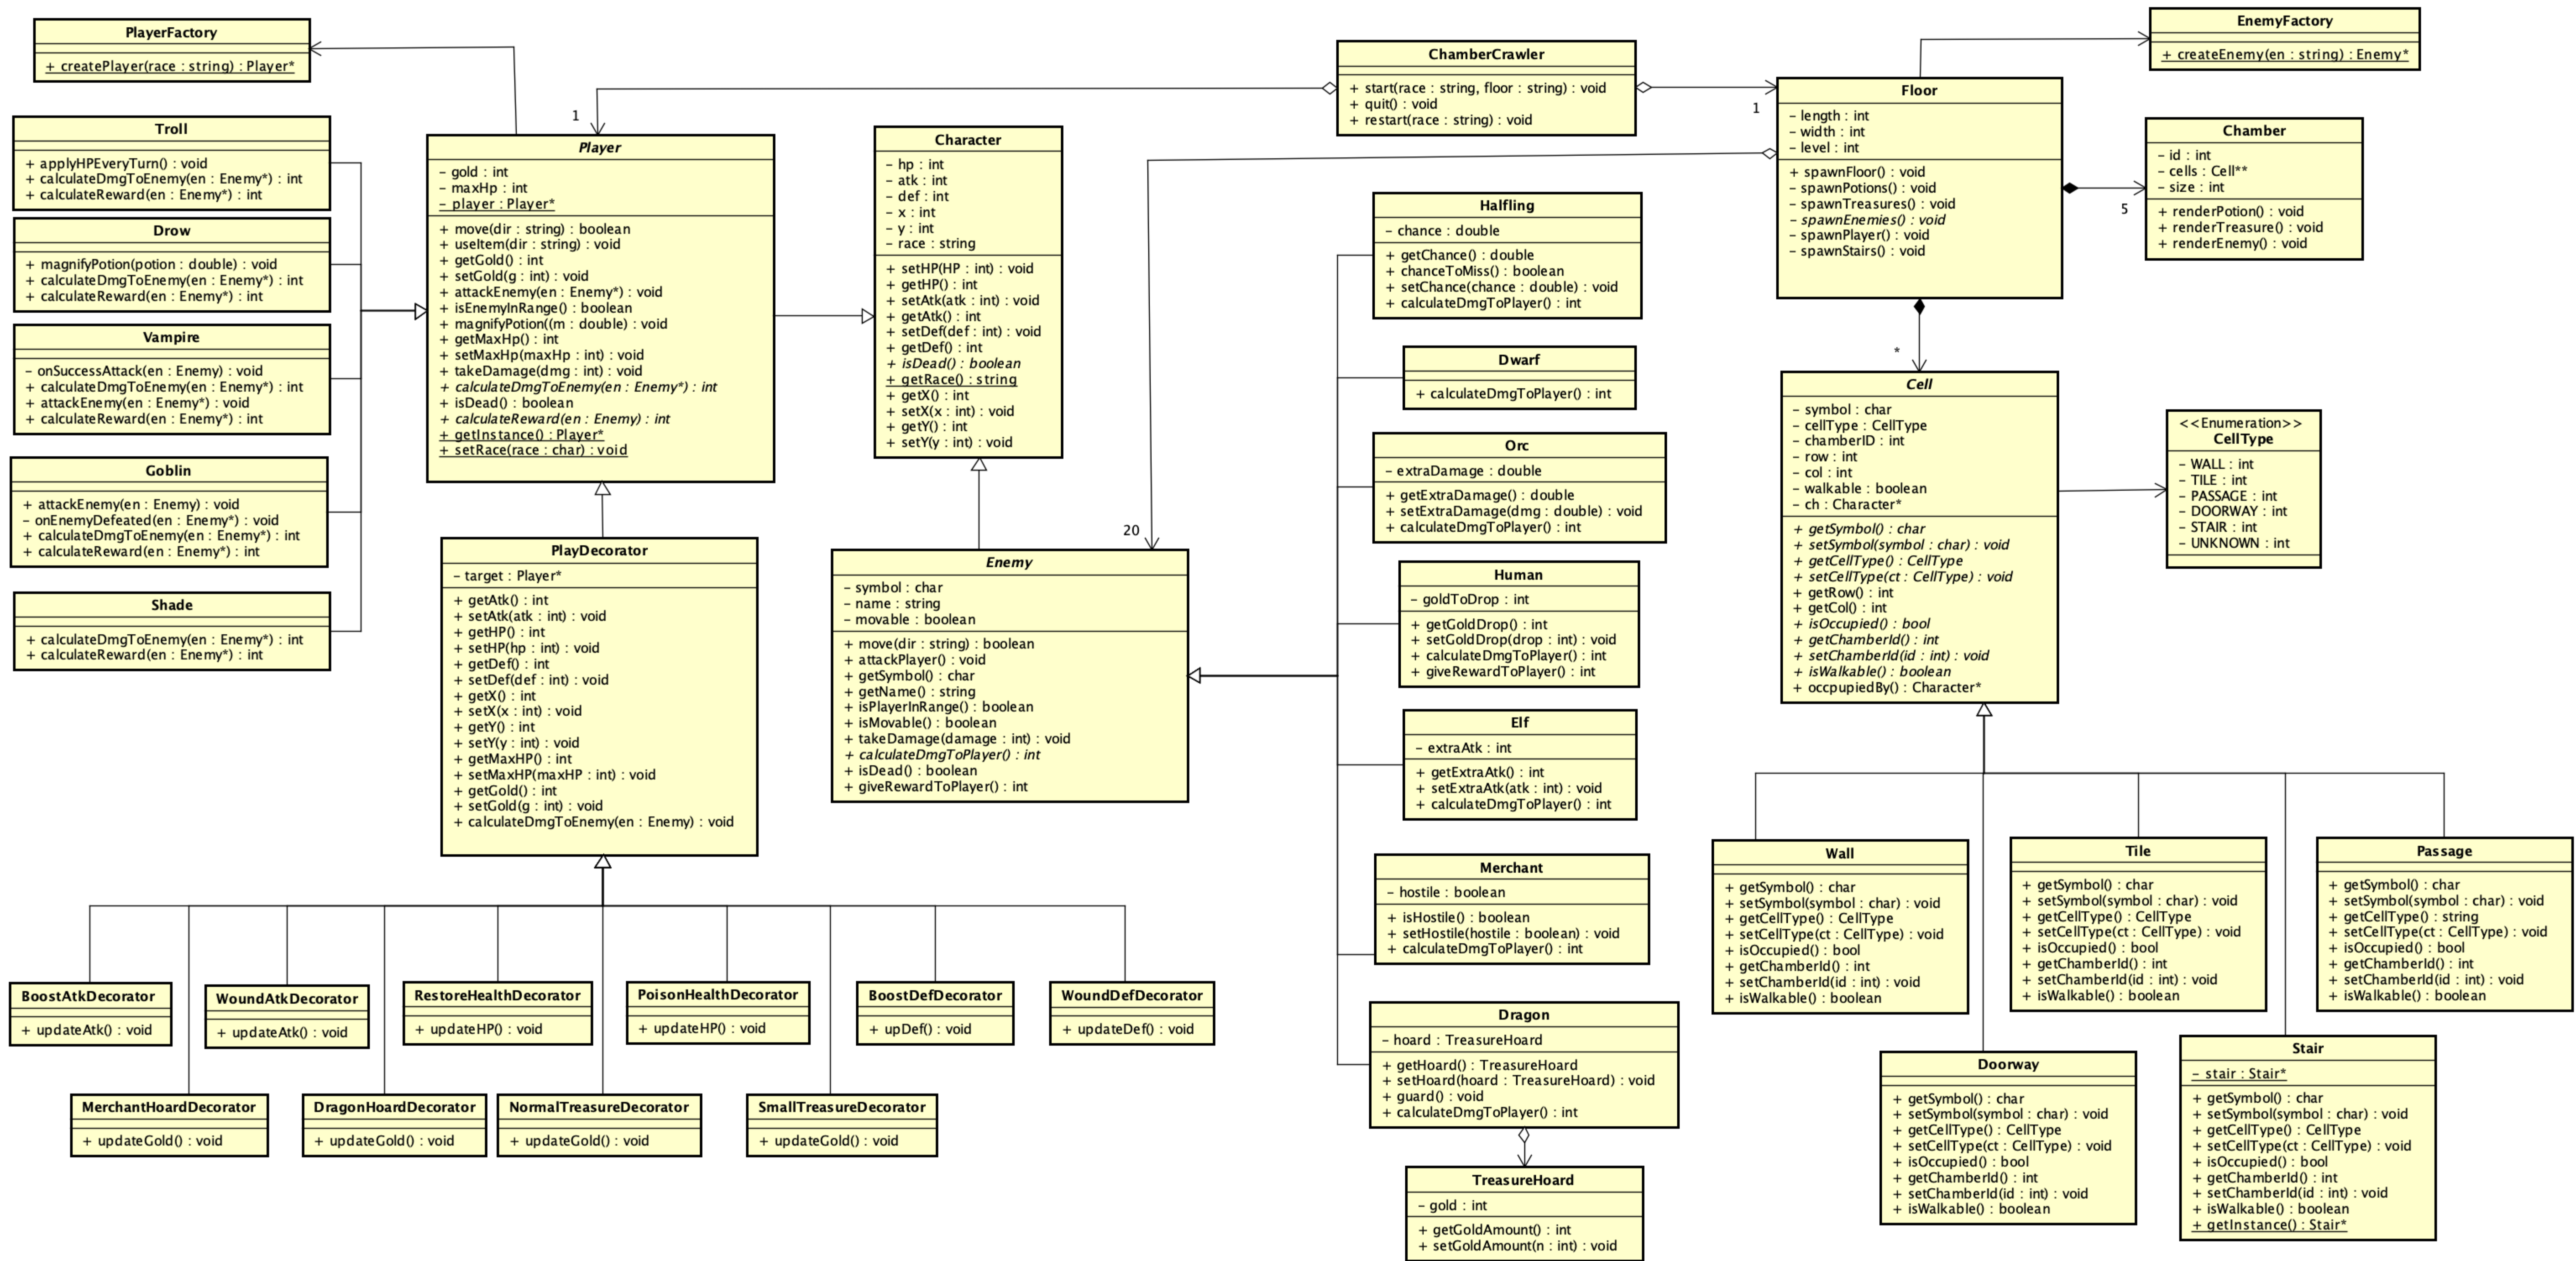 PlayerFactory
+ createPlayer(race : string) : Player*
Troll
+ applyHPEveryTurn() : void
+ calculateDmgToEnemy(en : Enemy*) : int
+ calculateReward(en : Enemy*) : int
Drow
+ magnifyPotion(potion : double) : void
+ calculateDmgToEnemy(en : Enemy*) : int
+ calculateReward(en : Enemy*) : int
Vampire
– onSuccessAttack(en : Enemy) : void
+ calculateDmgToEnemy(en : Enemy*) : int
+ attackEnemy(en : Enemy*) : void
+ calculateReward(en : Enemy*) : int
Goblin
+ attackEnemy(en : Enemy) : void
– onEnemyDefeated(en : Enemy*) : void
+ calculateDmgToEnemy(en : Enemy*) : int
+ calculateReward(en : Enemy*) : int
Shade
+ calculateDmgToEnemy(en : Enemy*) : int
+ calculateReward(en : Enemy*) : int
1
Player
– gold : int
– maxHp : int
– player : Player*
+ move(dir : string) : boolean
+ useItem(dir : string) : void
+ getGold() : int
+ setGold(g : int) : void
+ attackEnemy(en : Enemy*) : void
+ isEnemyInRange() : boolean
+ magnifyPotion((m : double) : void
+ getMaxHp() : int
+ setMaxHp(maxHp : int) : void
+ takeDamage(dmg : int) : void
+ calculateDmgToEnemy(en : Enemy*) : int
+ isDead() : boolean
+ calculateReward(en : Enemy) : int
+ getInstance() : Player*
+ setRace(race : char) : void
PlayDecorator
– target : Player*
+ getAtk() : int
+ setAtk(atk : int) : void
+ getHP() : int
+ setHP(hp : int) : void
+ getDef() : int
+ setDef(def : int) : void
+ getX() : int
+ setX(x : int) : void
+ getY() : int
+ setY(y : int) : void
+ getMaxHP() : int
+ setMaxHP(maxHP : int) : void
+ getGold() : int
+ setGold(g : int) : void
+ calculateDmgToEnemy(en : Enemy) : void
BoostAtkDecorator
+ updateAtk() : void
WoundAtkDecorator
+ updateAtk() : void
RestoreHealthDecorator
+ updateHP() : void
PoisonHealthDecorator
+ updateHP() : void
BoostDefDecorator
+ upDef() : void
WoundDefDecorator
+ updateDef() : void
MerchantHoardDecorator
+ updateGold() : void
DragonHoardDecorator
+ updateGold() : void
NormalTreasureDecorator
+ updateGold() : void
SmallTreasureDecorator
+ updateGold() : void
Character
– hp : int
– atk : int
– def : int
– x : int
– y : int
– race : string
+ setHP(HP : int) : void
+ getHP() : int
+ setAtk(atk : int) : void
+ getAtk() : int
+ setDef(def : int) : void
+ getDef() : int
+ isDead() : boolean
+ getRace() : string
+ getX() : int
+ setX(x : int) : void
+ getY() : int
+ setY(y : int) : void
20
Enemy
– symbol : char
– name : string
– movable : boolean
+ move(dir : string) : boolean
+ attackPlayer() : void
+ getSymbol() : char
+ getName() : string
+ isPlayerInRange() : boolean
+ isMovable() : boolean
+ takeDamage(damage : int) : void
+ calculateDmgToPlayer() : int
+ isDead() : boolean
+ giveRewardToPlayer() : int
ChamberCrawler
+ start(race : string, floor : string) : void
+ quit() : void
+ restart(race : string) : void
1
Halfling
– chance : double
+ getChance() : double
+ chanceToMiss() : boolean
+ setChance(chance : double) : void
+ calculateDmgToPlayer() : int
Dwarf
+ calculateDmgToPlayer() : int
Orc
– extraDamage : double
+ getExtraDamage() : double
+ setExtraDamage(dmg : double) : void
+ calculateDmgToPlayer() : int
Human
– goldToDrop : int
+ getGoldDrop() : int
+ setGoldDrop(drop : int) : void
+ calculateDmgToPlayer() : int
+ giveRewardToPlayer() : int
Elf
– extraAtk : int
+ getExtraAtk() : int
+ setExtraAtk(atk : int) : void
+ calculateDmgToPlayer() : int
Merchant
– hostile : boolean
+ isHostile() : boolean
+ setHostile(hostile : boolean) : void
+ calculateDmgToPlayer() : int
Dragon
– hoard : TreasureHoard
+ getHoard() : TreasureHoard
+ setHoard(hoard : TreasureHoard) : void
+ guard() : void
+ calculateDmgToPlayer() : int
TreasureHoard
– gold : int
+ getGoldAmount() : int
+ setGoldAmount(n : int) : void
EnemyFactory
+ createEnemy(en : string) : Enemy*
Floor
– length : int
– width : int
– level : int
+ spawnFloor() : void
– spawnPotions() : void
– spawnTreasures() : void
– spawnEnemies() : void
– spawnPlayer() : void
– spawnStairs() : void
5
Chamber
– id : int
– cells : Cell**
– size : int
+ renderPotion() : void
+ renderTreasure() : void
+ renderEnemy() : void
*
Cell
– symbol : char
– cellType : CellType
– chamberID : int
– row : int
– col : int
– walkable : boolean
– ch : Character*
+ getSymbol() : char
+ setSymbol(symbol : char) : void
+ getCellType() : CellType
+ setCellType(ct : CellType) : void
+ getRow() : int
+ getCol() : int
+ isOccupied() : bool
+ getChamberId() : int
+ setChamberId(id : int) : void
+ isWalkable() : boolean
+ occpupiedBy() : Character*
<<Enumeration>>
CellType
– WALL : int
– TILE : int
– PASSAGE : int
– DOORWAY : int
– STAIR : int
– UNKNOWN : int
Wall
+ getSymbol() : char
+ setSymbol(symbol : char) : void
+ getCellType() : CellType
+ setCellType(ct : CellType) : void
+ isOccupied() : bool
+ getChamberId() : int
+ setChamberId(id : int) : void
+ isWalkable() : boolean
Tile
+ getSymbol() : char
+ setSymbol(symbol : char) : void
+ getCellType() : CellType
+ setCellType(ct : CellType) : void
+ isOccupied() : bool
+ getChamberId() : int
+ setChamberId(id : int) : void
+ isWalkable() : boolean
Passage
+ getSymbol() : char
+ setSymbol(symbol : char) : void
+ getCellType() : string
+ setCellType(ct : CellType) : void
+ isOccupied() : bool
+ getChamberId() : int
+ setChamberId(id : int) : void
+ isWalkable() : boolean
Doorway
+ getSymbol() : char
+ setSymbol(symbol : char) : void
+ getCellType() : CellType
+ setCellType(ct : CellType) : void
+ isOccupied() : bool
+ getChamberId() : int
+ setChamberId(id : int) : void
+ isWalkable() : boolean
Stair
– stair : Stair*
+ getSymbol() : char
+ setSymbol(symbol : char) : void
+ getCellType() : CellType
+ setCellType(ct : CellType) : void
+ isOccupied() : bool
+ getChamberId() : int
+ setChamberId(id : int) : void
+ isWalkable() : boolean
+ getInstance() : Stair*